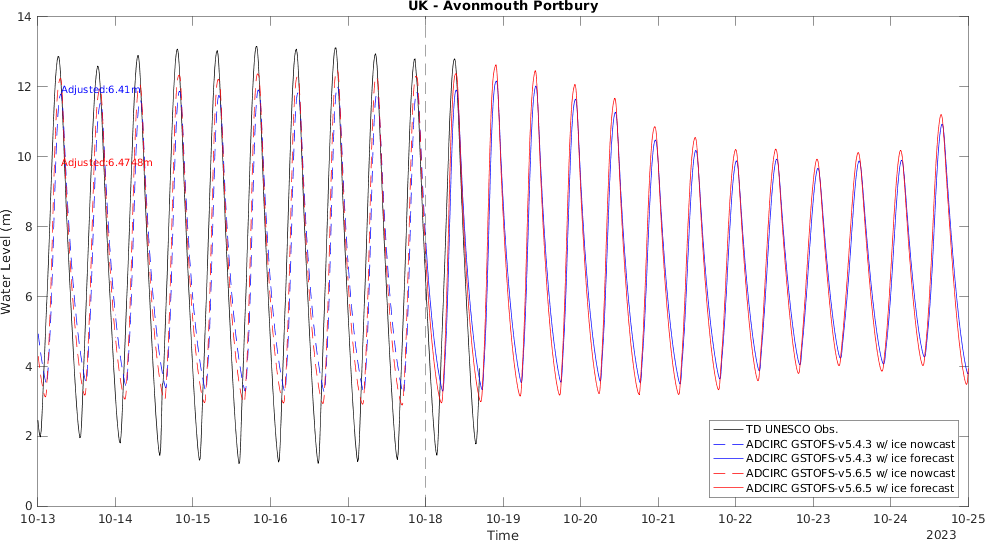 UK - Avonmouth Portbury
14
12
10
8
6
4
2
0
Water Level (m)
Adjusted:6.41m
Adjusted:6.4748m
TD UNESCO Obs.
ADCIRC GSTOFS-v5.4.3 w/ ice nowcast
ADCIRC GSTOFS-v5.4.3 w/ ice forecast
ADCIRC GSTOFS-v5.6.5 w/ ice nowcast
ADCIRC GSTOFS-v5.6.5 w/ ice forecast
10-13 10-14 10-15 10-16 10-17 10-18 10-19 10-20 10-21 10-22 10-23 10-24 10-25
Time
2023